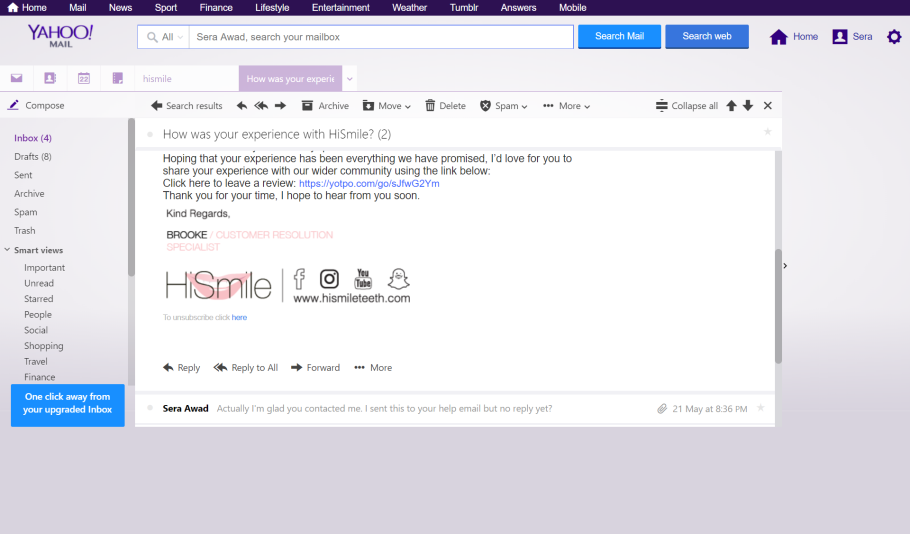 Home Mail News Sport Finance Lifestyle Entertainment Weather Tumblr Answers Mobile
YAHOO!
MAIL
All
Sera Awad, search your mailbox
Search Mail
Search web
Home
Sera
22
hismile
How was your experie
Compose
Search results
Archive
Move
Delete
Spam
More
Collapse all
Inbox (4)
Drafts (8)
Sent
Archive
Spam
Trash
Smart views
Important
Unread
Starred
People
Social
Shopping
Travel
Finance
One click away from
your upgraded Inbox
How was your experience with HiSmile? (2)
Hoping that your experience has been everything we have promised, I'd love for you to
share your experience with our wider community using the link below:
Click here to leave a review: https://yotpo.com/go/sJfwG2Ym
Thank you for your time, I hope to hear from you soon.
Kind Regards,
BROOKE / CUSTOMER RESOLUTION
SPECIALIST
HiSmile
You
Tube
www.hismileteeth.com
To unsubscribe click here
Reply
Reply to All
Forward
More
Sera Awad Actually I'm glad you contacted me. I sent this to your help email but no reply yet? 21 May at 8:36 PM